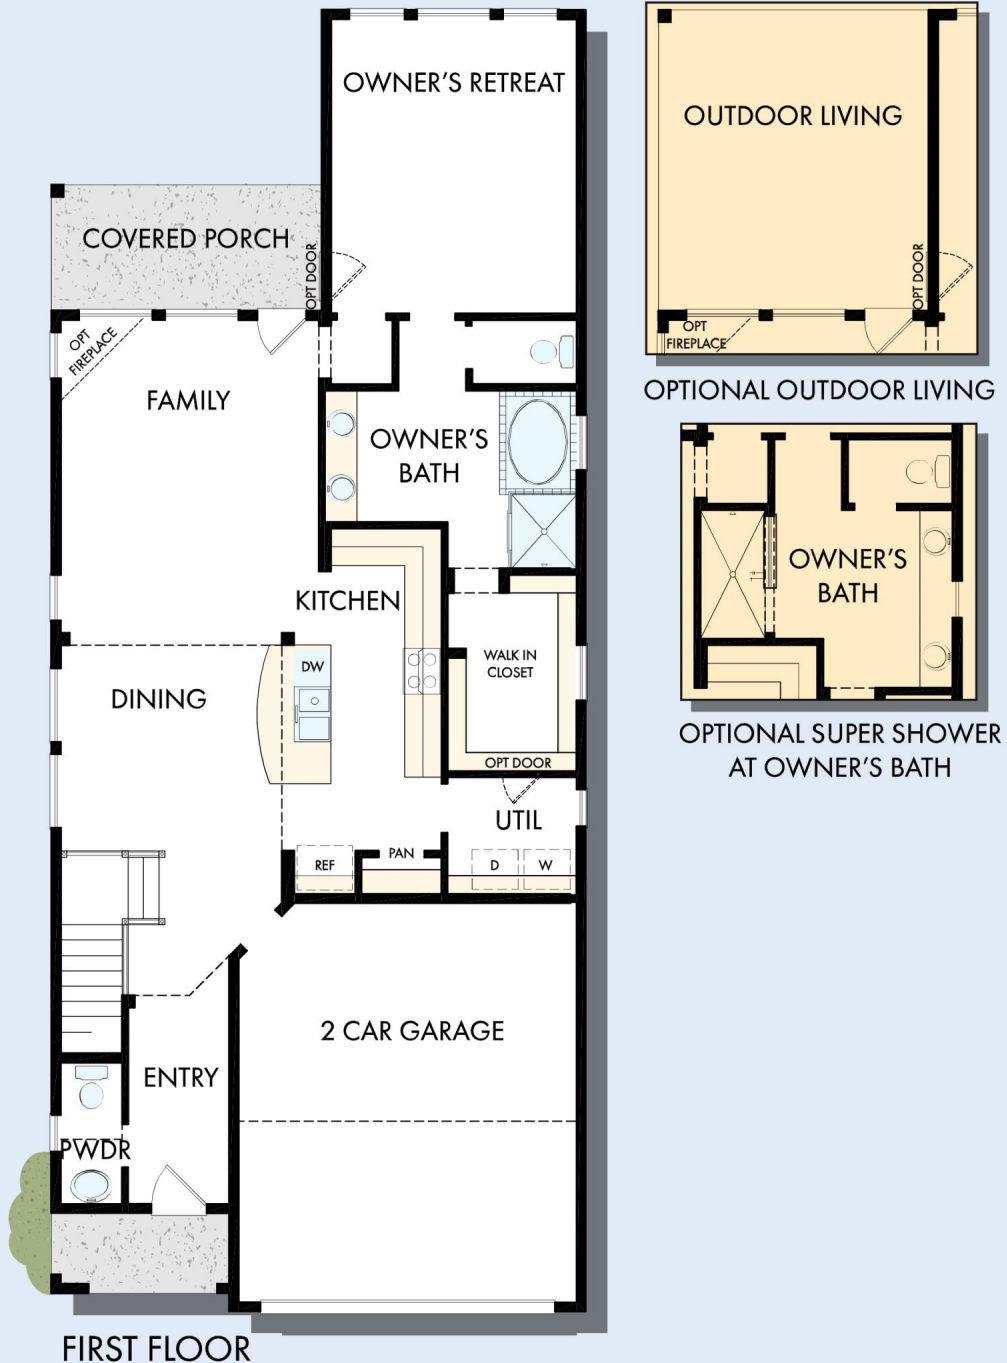 OWNER'S RETREAT
COVERED PORCH
OPT DOOR
OPT
FIREPLACE
FAMILY
OWNER'S
BATH
KITCHEN
WALK IN
CLOSET
DW
DINING
OPT DOOR
UTIL
REF
PAN
D
W
2 CAR GARAGE
ENTRY
PWDR
FIRST FLOOR
OUTDOOR LIVING
OPT DOOR
OPT
FIREPLACE
OPTIONAL OUTDOOR LIVING
OWNER'S
BATH
OPTIONAL SUPER SHOWER
AT OWNER'S BATH